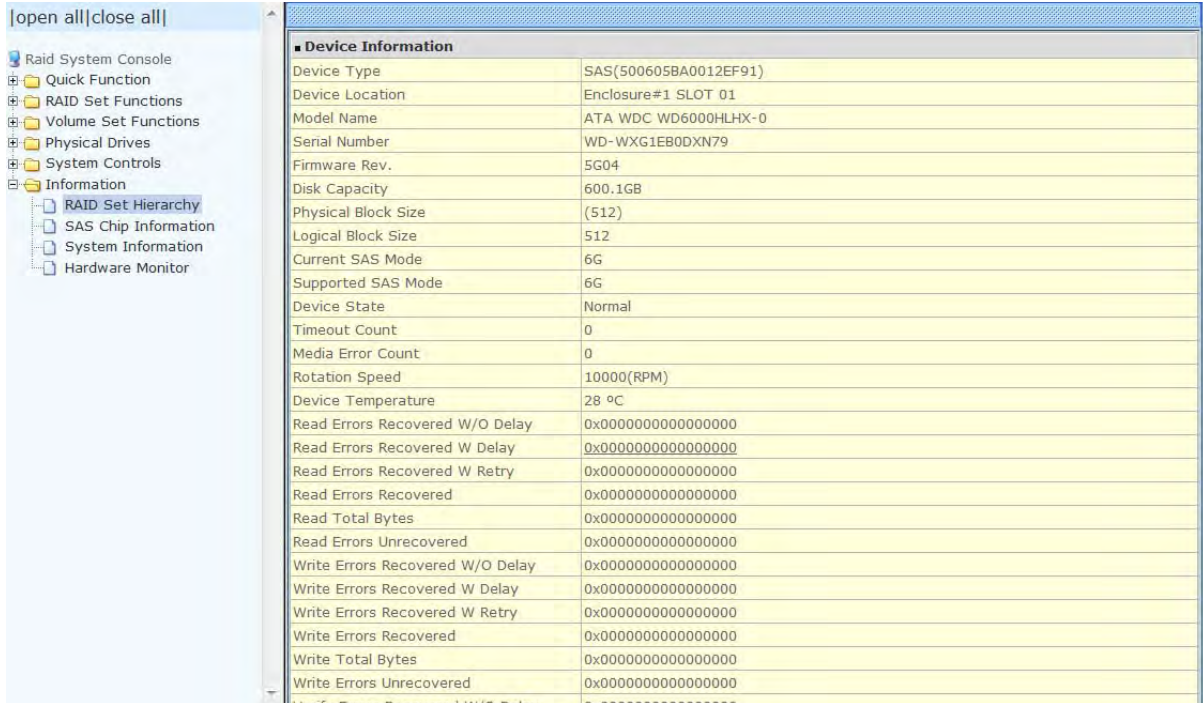 |open all|close all|
Raid System Console
Quick Function
RAID Set Functions
Volume Set Functions
Physical Drives
System Controls
Information
RAID Set Hierarchy
SAS Chip Information
System Information
Hardware Monitor
Device Information
Device Type SAS(500605BA0012EF91)
Device Location Enclosure#1 SLOT 01
Model Name ATA WDC WD6000HLHX-0
Serial Number WD-WXG1EB0DXN79
Firmware Rev. 5G04
Disk Capacity 600.1GB
Physical Block Size (512)
Logical Block Size 512
Current SAS Mode 6G
Supported SAS Mode 6G
Device State Normal
Timeout Count 0
Media Error Count 0
Rotation Speed 10000(RPM)
Device Temperature 28 ºC
Read Errors Recovered W/O Delay 0x0000000000000000
Read Errors Recovered W Delay 0x0000000000000000
Read Errors Recovered W Retry 0x0000000000000000
Read Errors Recovered 0x0000000000000000
Read Total Bytes 0x0000000000000000
Read Errors Unrecovered 0x0000000000000000
Write Errors Recovered W/O Delay 0x0000000000000000
Write Errors Recovered W Delay 0x0000000000000000
Write Errors Recovered W Retry 0x0000000000000000
Write Errors Recovered 0x0000000000000000
Write Total Bytes 0x0000000000000000
Write Errors Unrecovered 0x0000000000000000